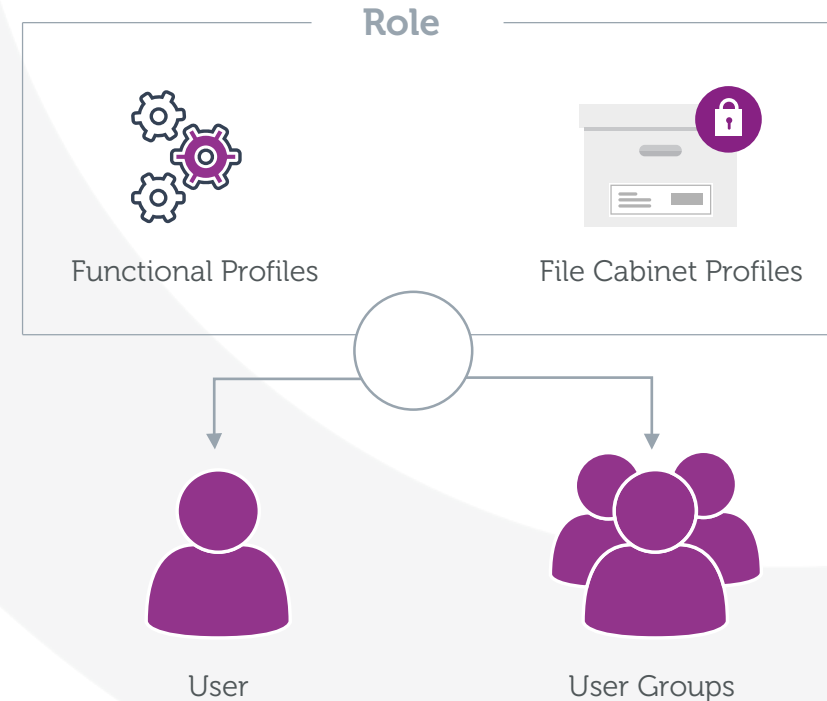 Role
Functional Profiles
File Cabinet Profiles
User
User Groups